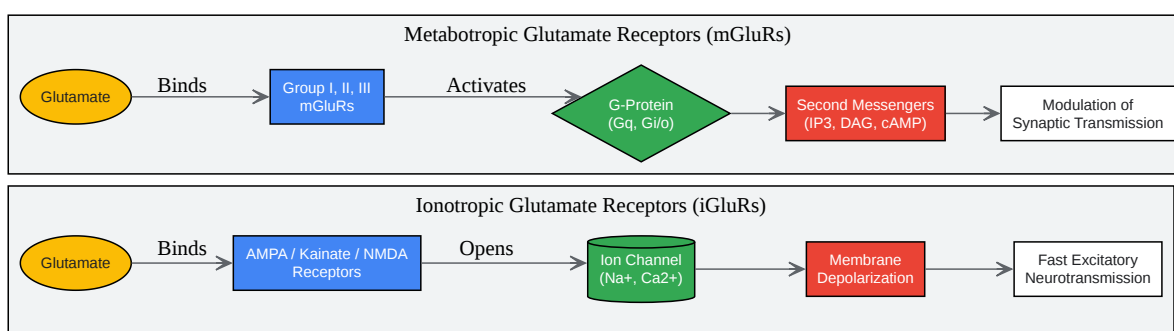 Metabotropic Glutamate Receptors (mGluRs)
Glutamate
Binds
Group I, II, III
mGluRs
Activates
G-Protein
(Gq, Gi/o)
Second Messengers
(IP3, DAG, cAMP)
Modulation of
Synaptic Transmission
Ionotropic Glutamate Receptors (iGluRs)
Glutamate
Binds
AMPA / Kainate / NMDA
Receptors
Opens
Ion Channel
(Na+, Ca2+)
Membrane
Depolarization
Fast Excitatory
Neurotransmission